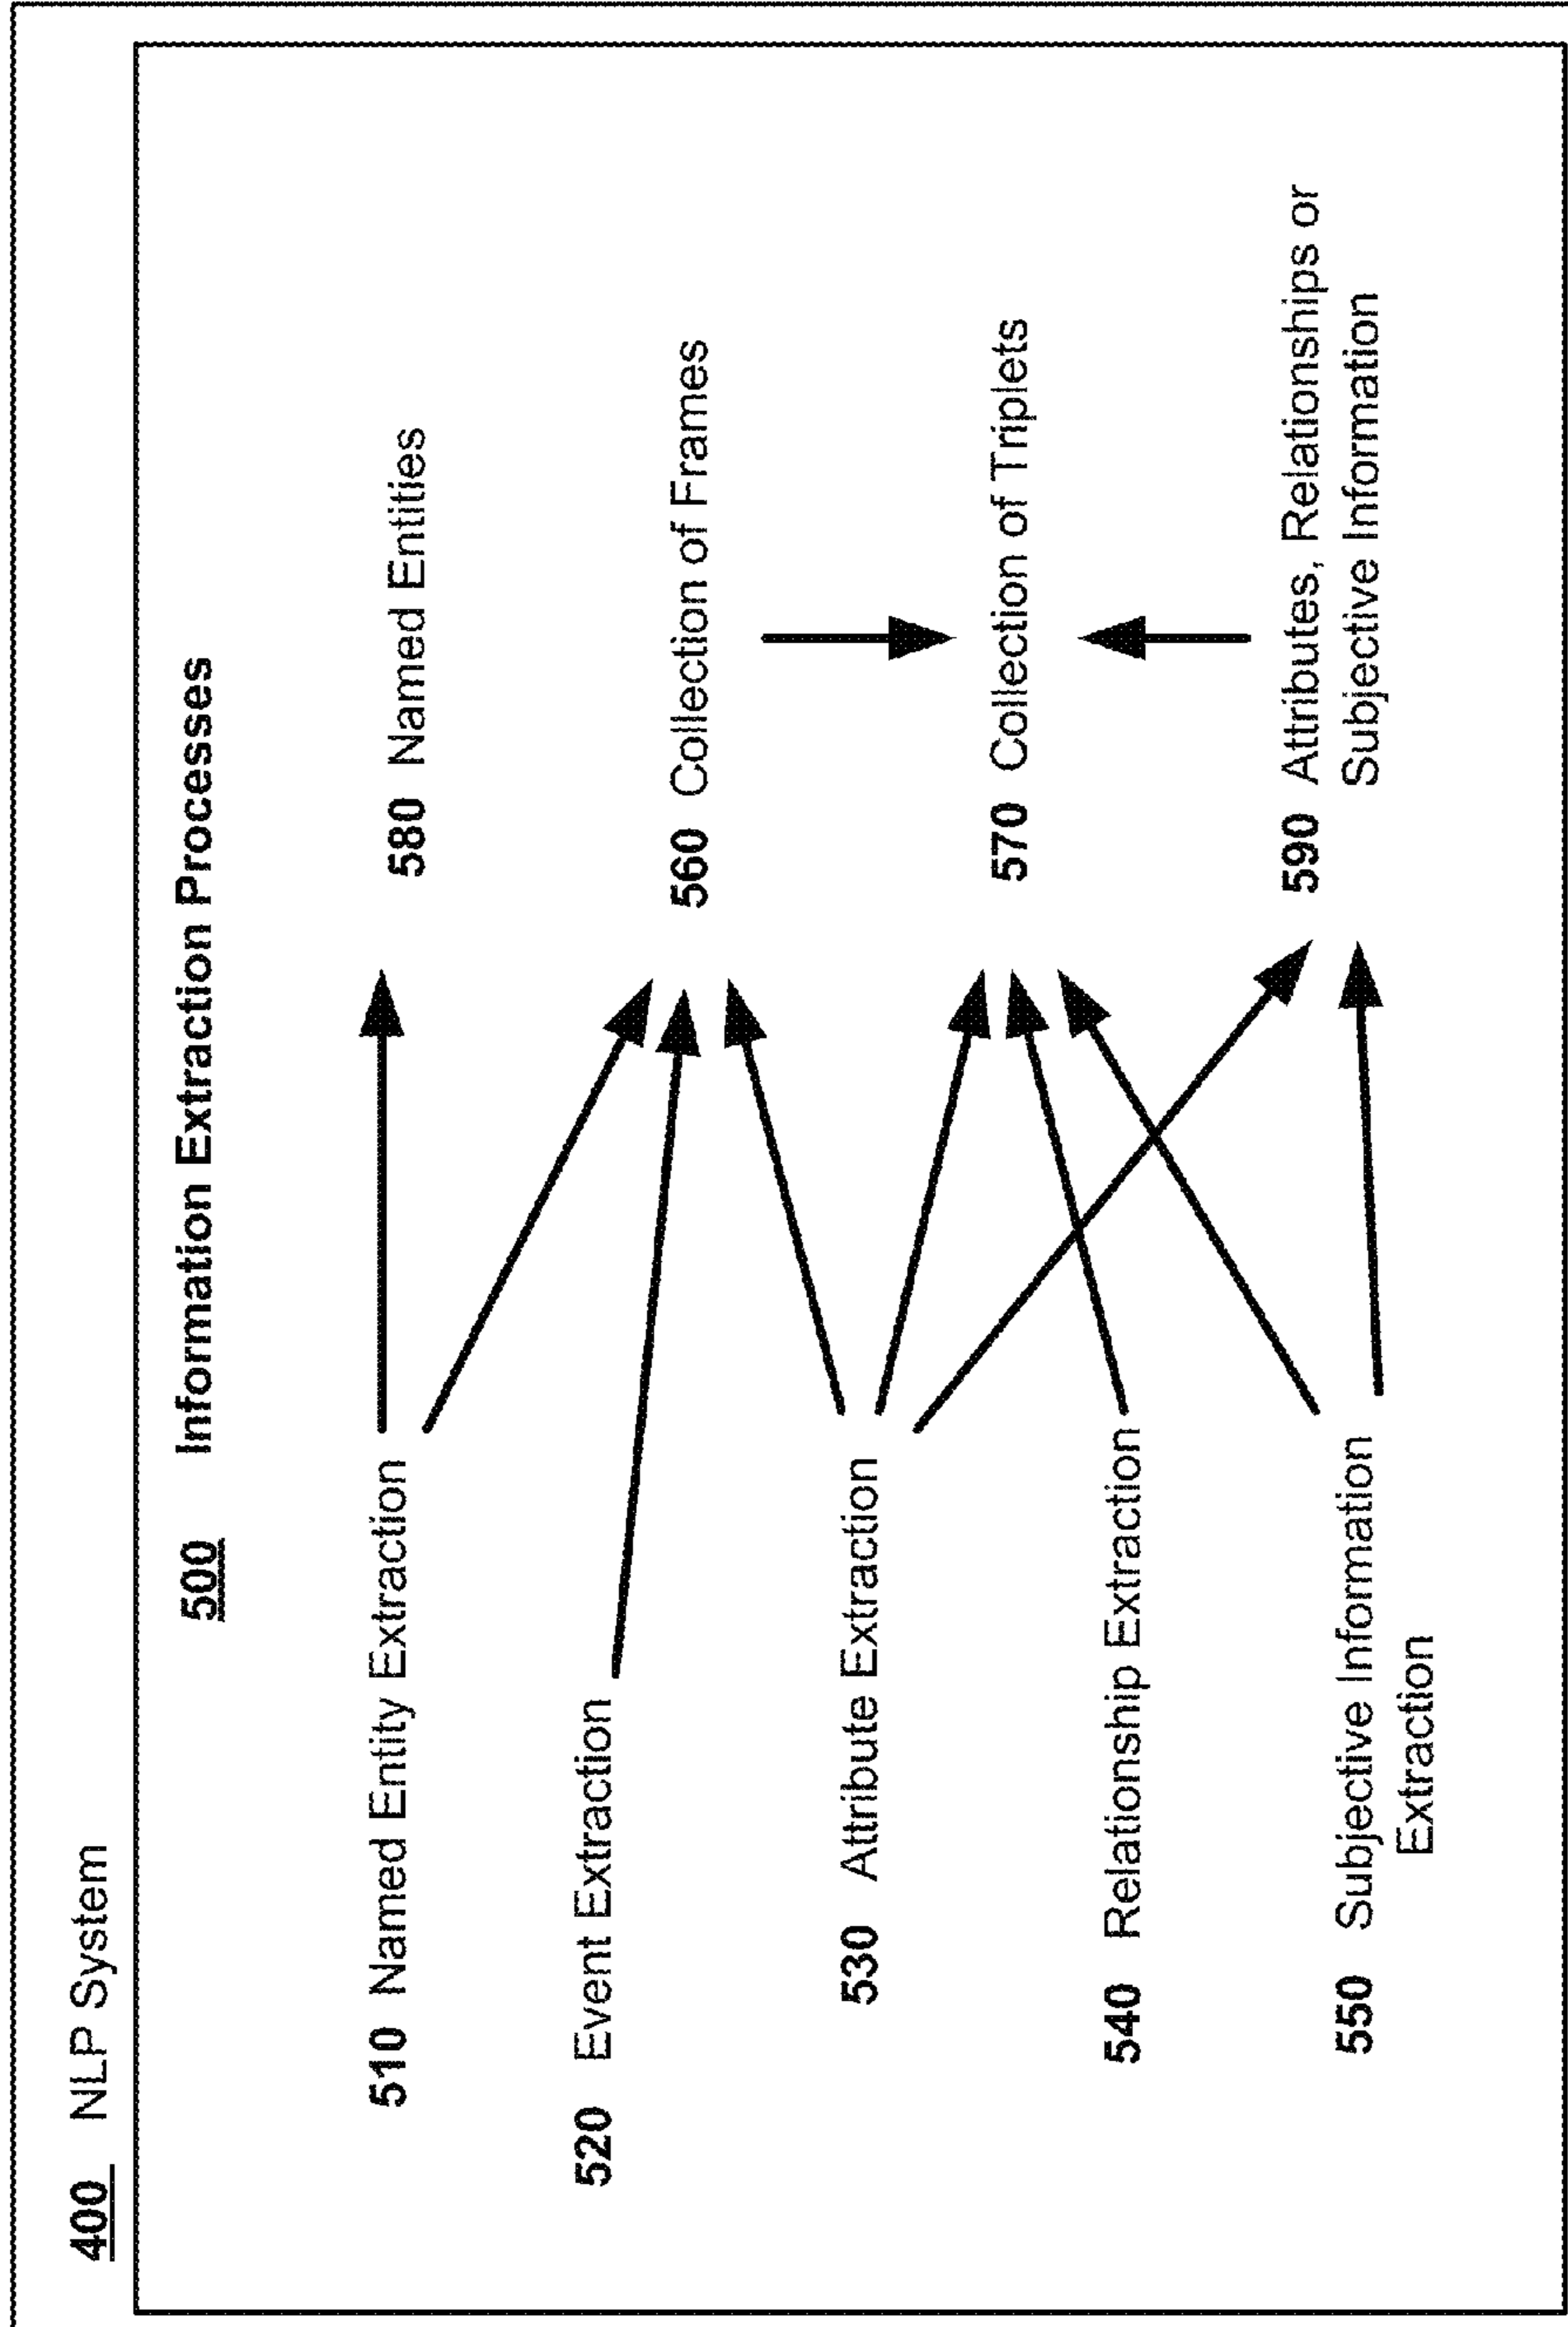 400 NLP System
500 Information Extraction Processes
510 Named Entity Extraction
520 Event Extraction
530 Attribute Extraction
540 Relationship Extraction
550 Subjective Information
Extraction
580 Named Entities
560 Collection of Frames
570 Collection of Triplets
590 Attributes, Relationships or
Subjective Information